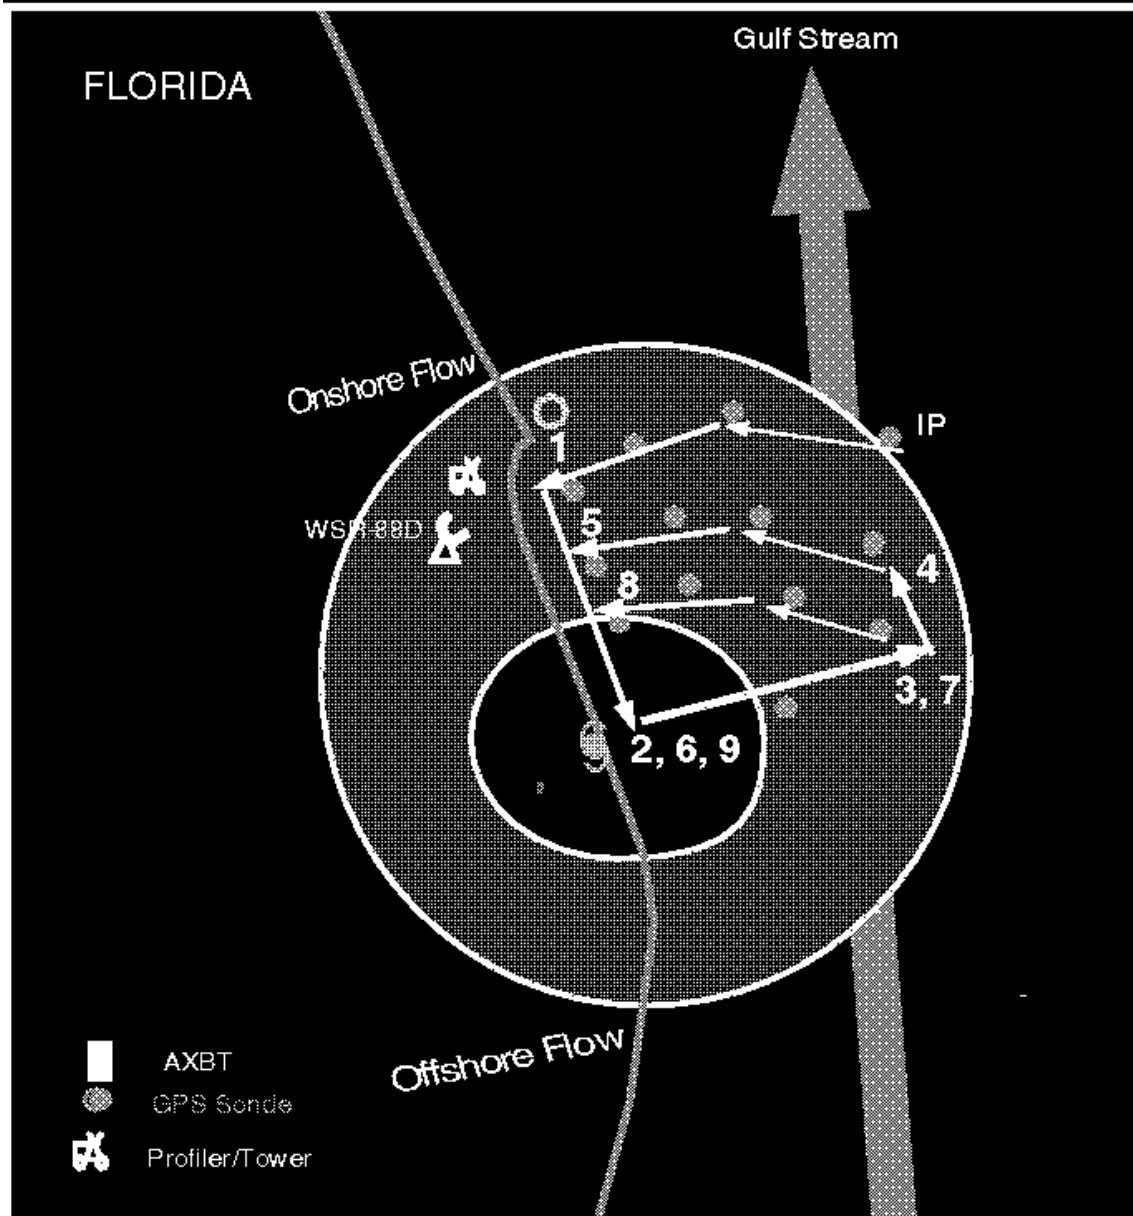 Gulf Stream
FLORIDA
Onshore Flow
IP
1
WSR-88D
5
4
8
3, 7
2, 6, 9
Offshore Flow
AXBT
GPS Sonde
Profiler/Tower